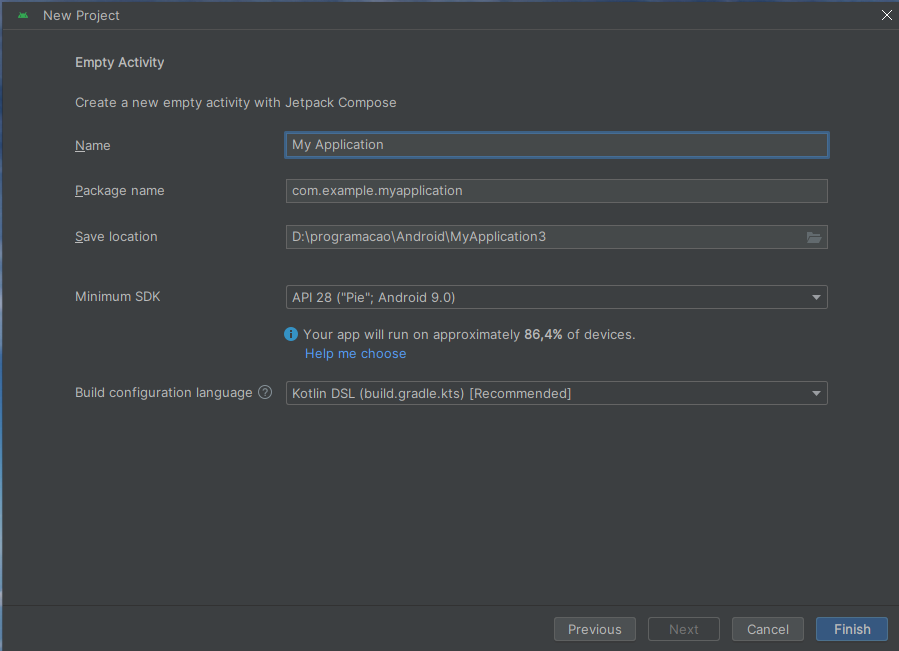 New Project
Empty Activity
Create a new empty activity with Jetpack Compose
Name My Application
Package name com.example.myapplication
Save location D:\programacao\Android\MyApplication3
Minimum SDK API 28 ("Pie"; Android 9.0)
Your app will run on approximately 86,4% of devices.
Help me choose
Build configuration language ? Kotlin DSL (build.gradle.kts) [Recommended]
Previous Next Cancel Finish